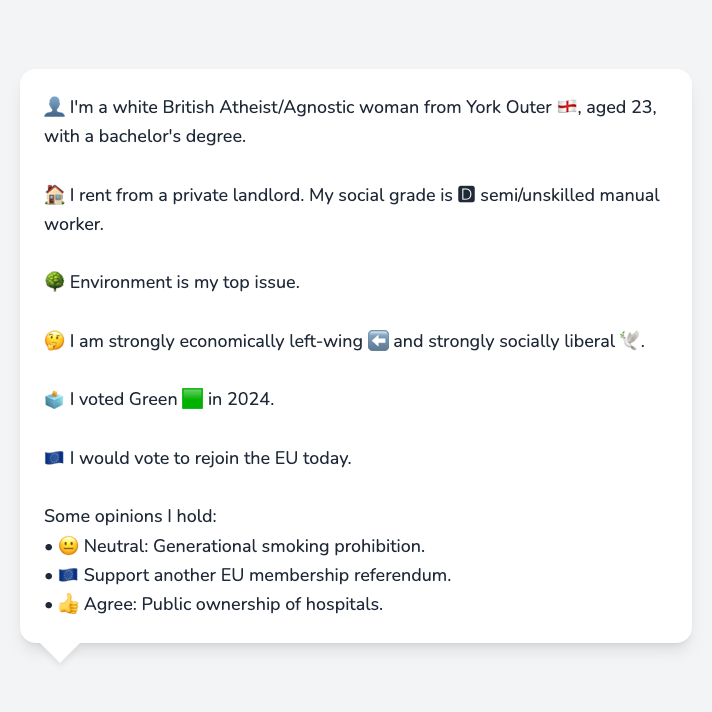 👤 I'm a white British Atheist/Agnostic woman from York Outer 🏴󠁧󠁢󠁥󠁮󠁧󠁿, aged 23,
with a bachelor's degree.
🏠 I rent from a private landlord. My social grade is 🅳 semi/unskilled manual
worker.
🌳 Environment is my top issue.
🤔 I am strongly economically left-wing ⬅️ and strongly socially liberal 🕊️.
🗳️ I voted Green 🟩 in 2024.
🇪🇺 I would vote to rejoin the EU today.
Some opinions I hold:
• 😐 Neutral: Generational smoking prohibition.
• 🇪🇺 Support another EU membership referendum.
• 👍 Agree: Public ownership of hospitals.